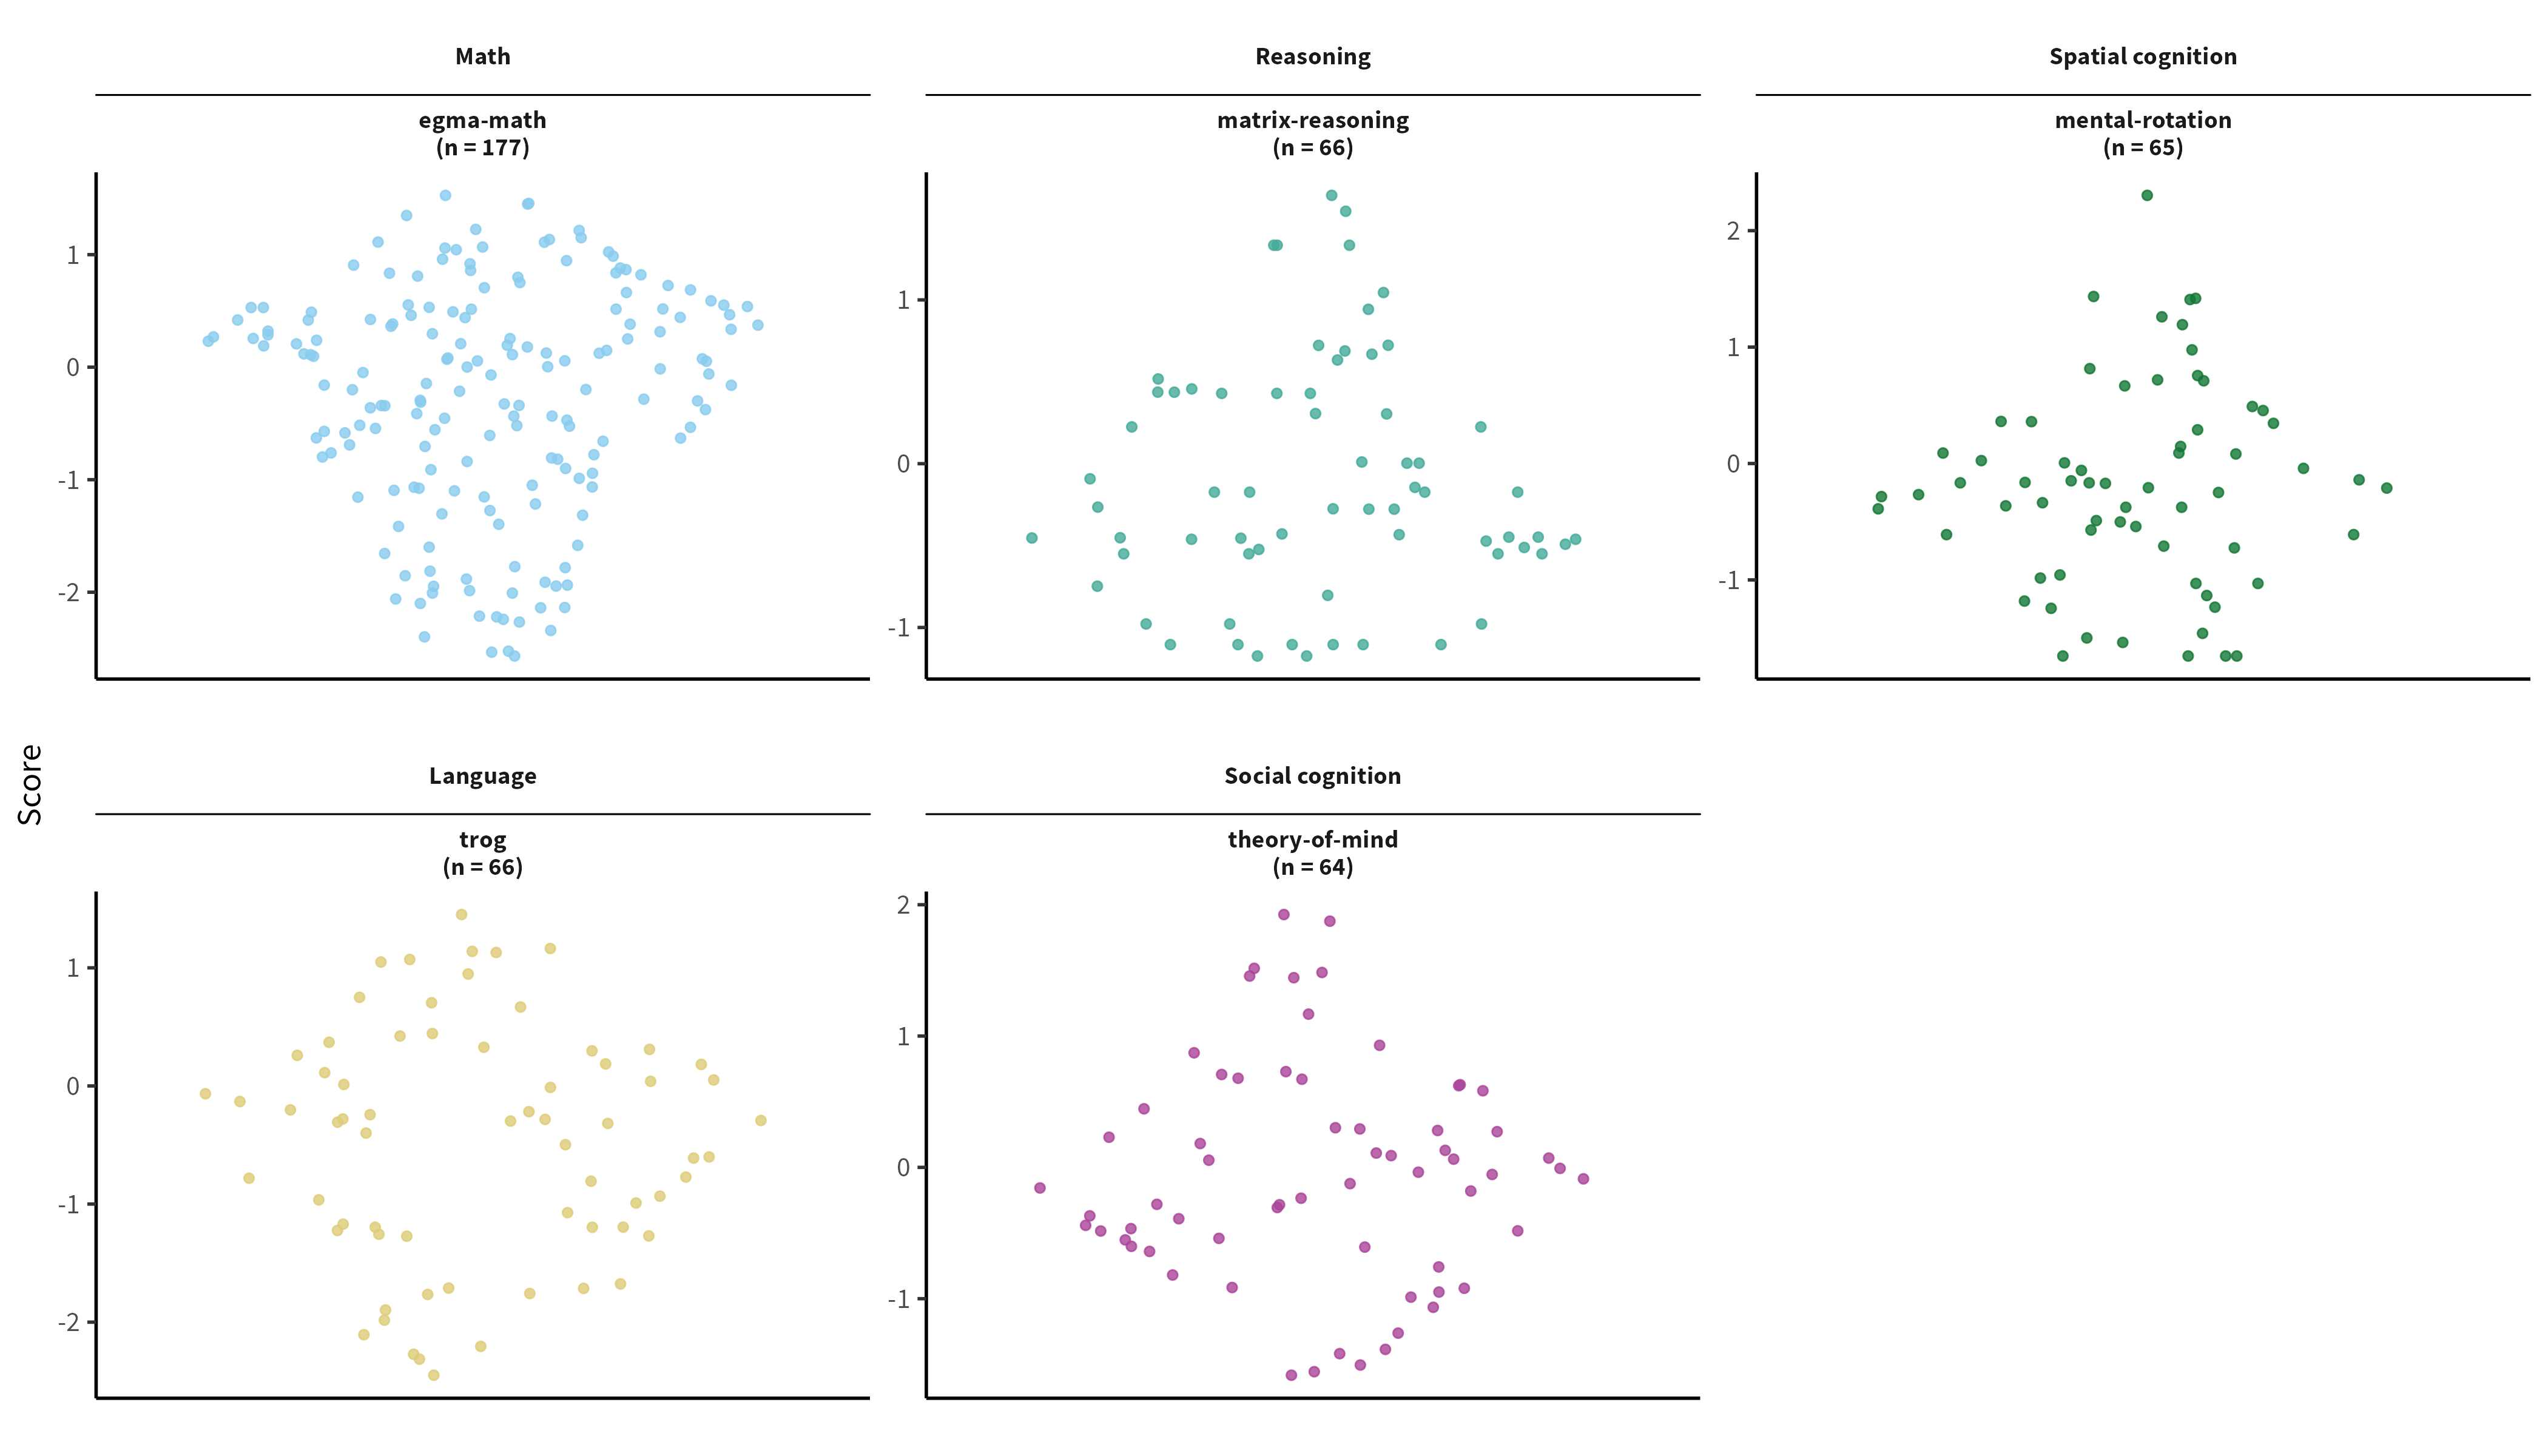 Math
egma-math
(n = 177)
1
0
-1
-2
Reasoning
matrix-reasoning
(n = 66)
1
0
-1
Spatial cognition
mental-rotation
(n = 65)
2
1
0
-1
Score
Language
trog
(n = 66)
1
0
-1
-2
Social cognition
theory-of-mind
(n = 64)
2
1
0
-1